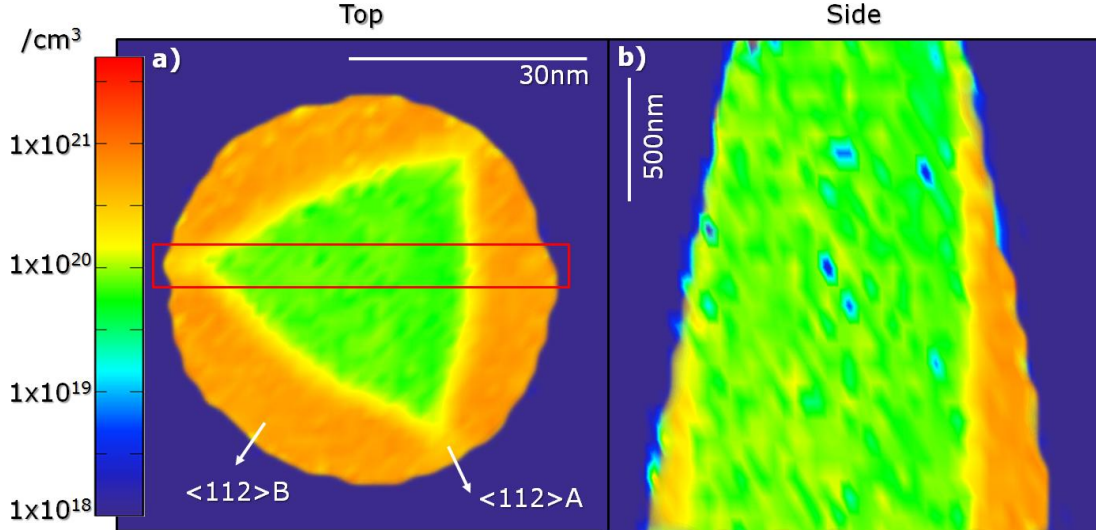 Top
Side
/cm³
a)
b)
30nm
500nm
1x10²¹
1x10²⁰
1x10¹⁹
1x10¹⁸
<112>B
<112>A